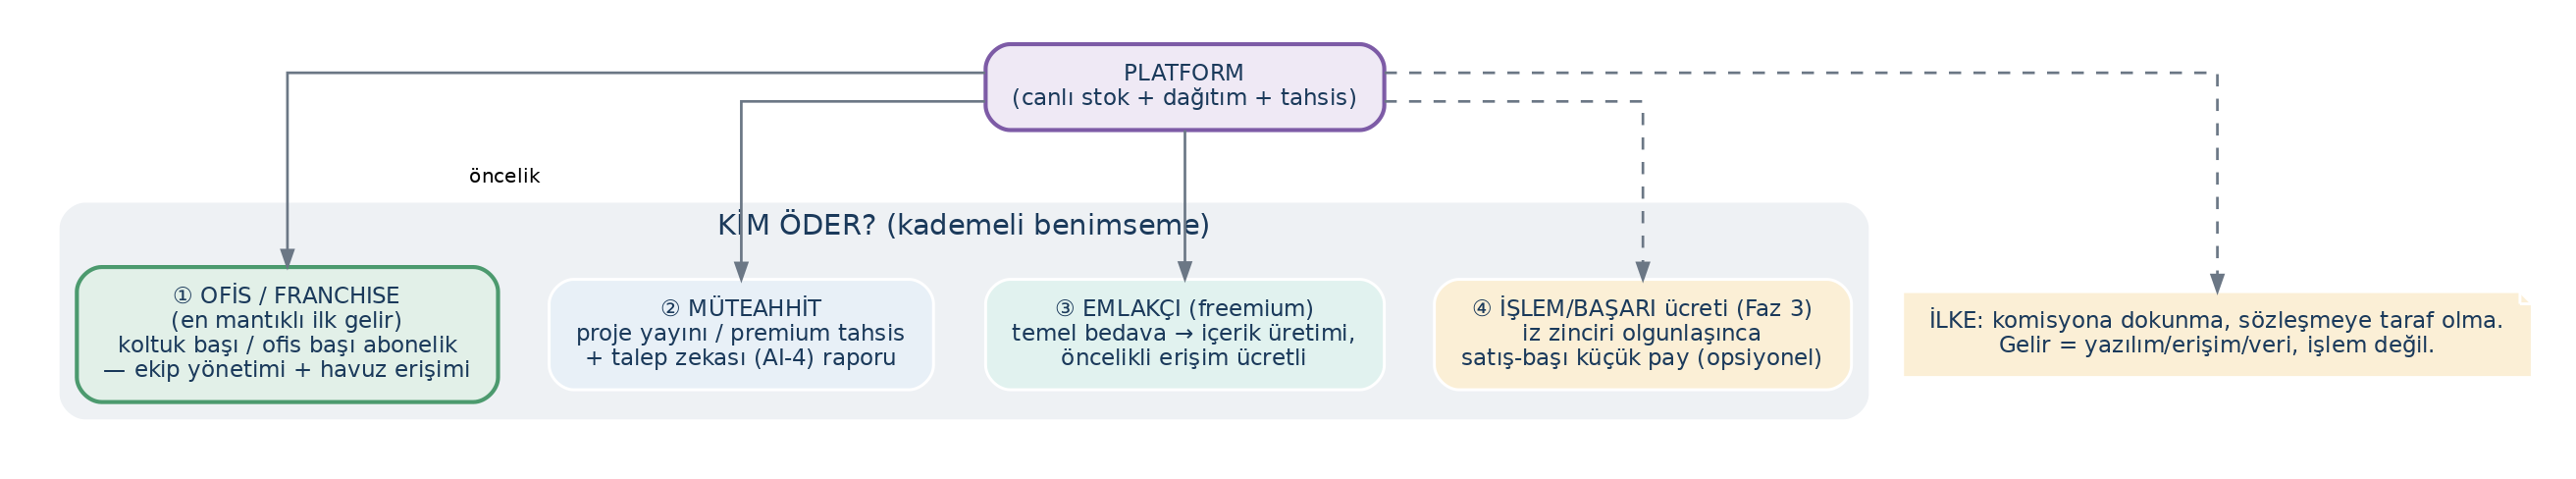 PLATFORM
(canlı stok + dağıtım + tahsis)
öncelik
KİM ÖDER? (kademeli benimseme)
① OFİS / FRANCHISE
(en mantıklı ilk gelir)
koltuk başı / ofis başı abonelik
— ekip yönetimi + havuz erişimi
② MÜTEAHHİT
proje yayını / premium tahsis
+ talep zekası (AI-4) raporu
③ EMLAKÇI (freemium)
temel bedava → içerik üretimi,
öncelikli erişim ücretli
④ İŞLEM/BAŞARI ücreti (Faz 3)
iz zinciri olgunlaşınca
satış-başı küçük pay (opsiyonel)
İLKE: komisyona dokunma, sözleşmeye taraf olma.
Gelir = yazılım/erişim/veri, işlem değil.